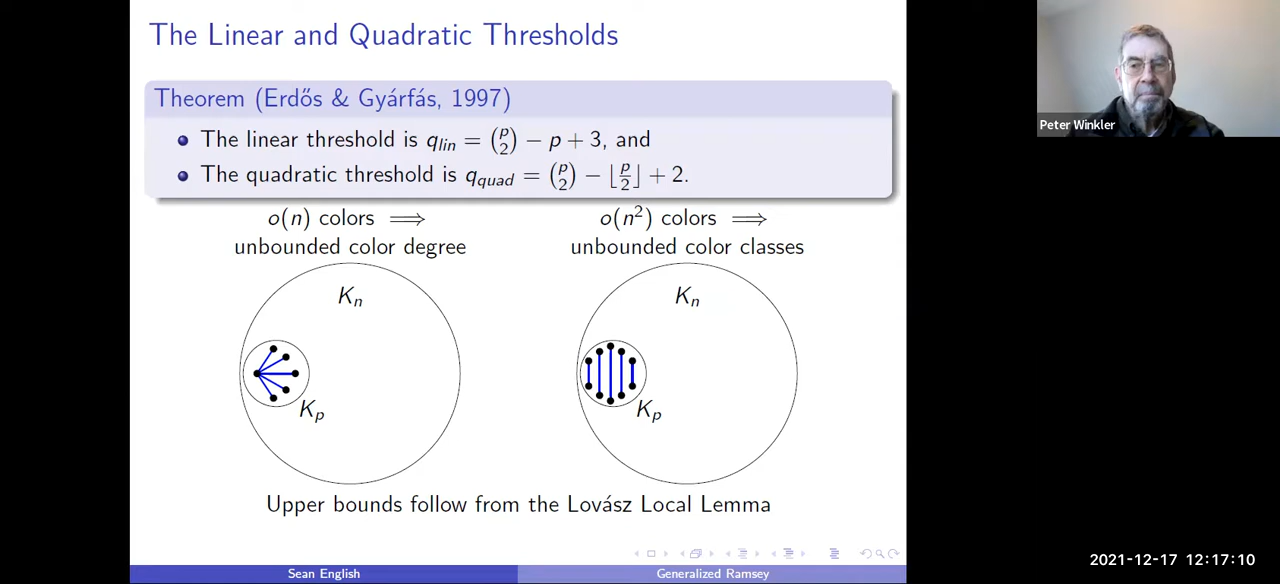 The Linear and Quadratic Thresholds
Theorem (Erdős & Gyárfás, 1997)
The linear threshold is q_lin = (p 2) − p + 3, and
The quadratic threshold is q_quad = (p 2) − ⌊p/2⌋ + 2.
o(n) colors ⟹
unbounded color degree
o(n²) colors ⟹
unbounded color classes
K_n
K_p
K_n
K_p
Upper bounds follow from the Lovász Local Lemma
Sean English
Generalized Ramsey
Peter Winkler
2021-12-17 12:17:10